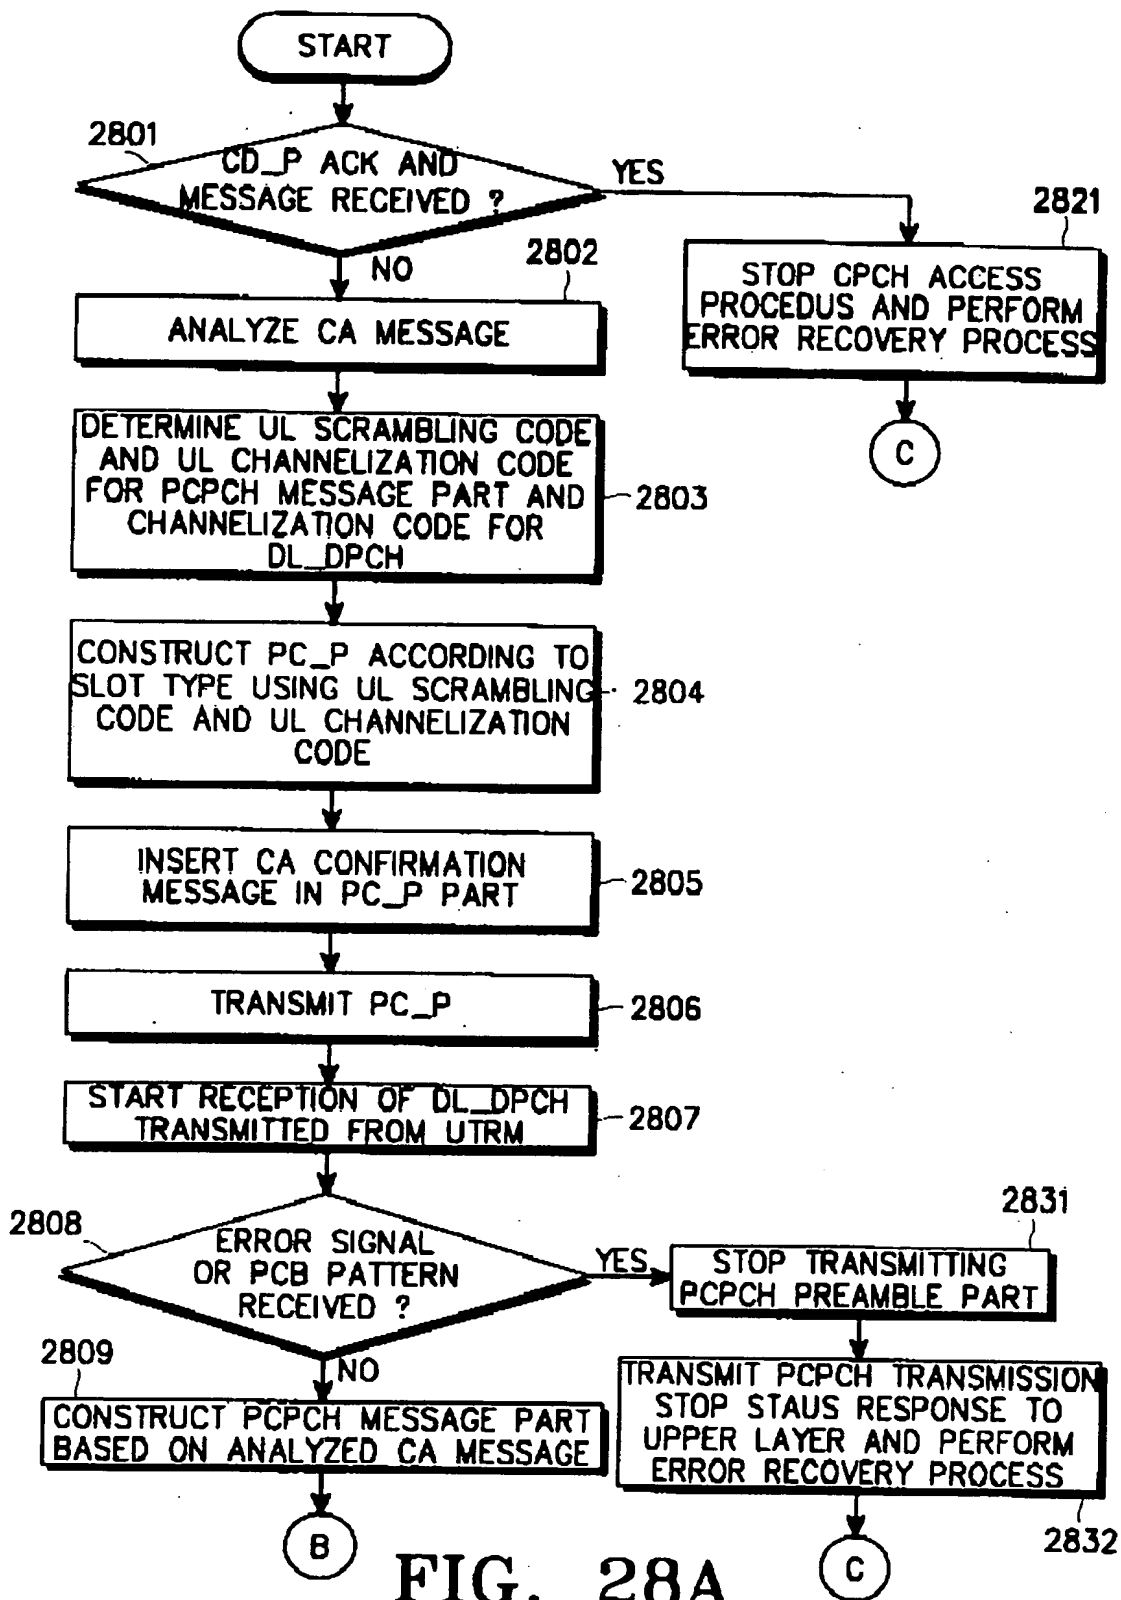 START
2801
CD_P ACK AND
MESSAGE RECEIVED ?
YES
2821
STOP CPCH ACCESS
PROCEDUS AND PERFORM
ERROR RECOVERY PROCESS
C
NO
2802
ANALYZE CA MESSAGE
DETERMINE UL SCRAMBLING CODE
AND UL CHANNELIZATION CODE
FOR PCPCH MESSAGE PART AND
CHANNELIZATION CODE FOR
DL_DPCH
2803
CONSTRUCT PC_P ACCORDING TO
SLOT TYPE USING UL SCRAMBLING
CODE AND UL CHANNELIZATION
CODE
2804
INSERT CA CONFIRMATION
MESSAGE IN PC_P PART
2805
TRANSMIT PC_P
2806
START RECEPTION OF DL_DPCH
TRANSMITTED FROM UTRM
2807
2808
ERROR SIGNAL
OR PCB PATTERN
RECEIVED ?
YES
2831
STOP TRANSMITTING
PCPCH PREAMBLE PART
TRANSMIT PCPCH TRANSMISSION
STOP STAUS RESPONSE TO
UPPER LAYER AND PERFORM
ERROR RECOVERY PROCESS
2832
C
NO
2809
CONSTRUCT PCPCH MESSAGE PART
BASED ON ANALYZED CA MESSAGE
B
FIG. 28A